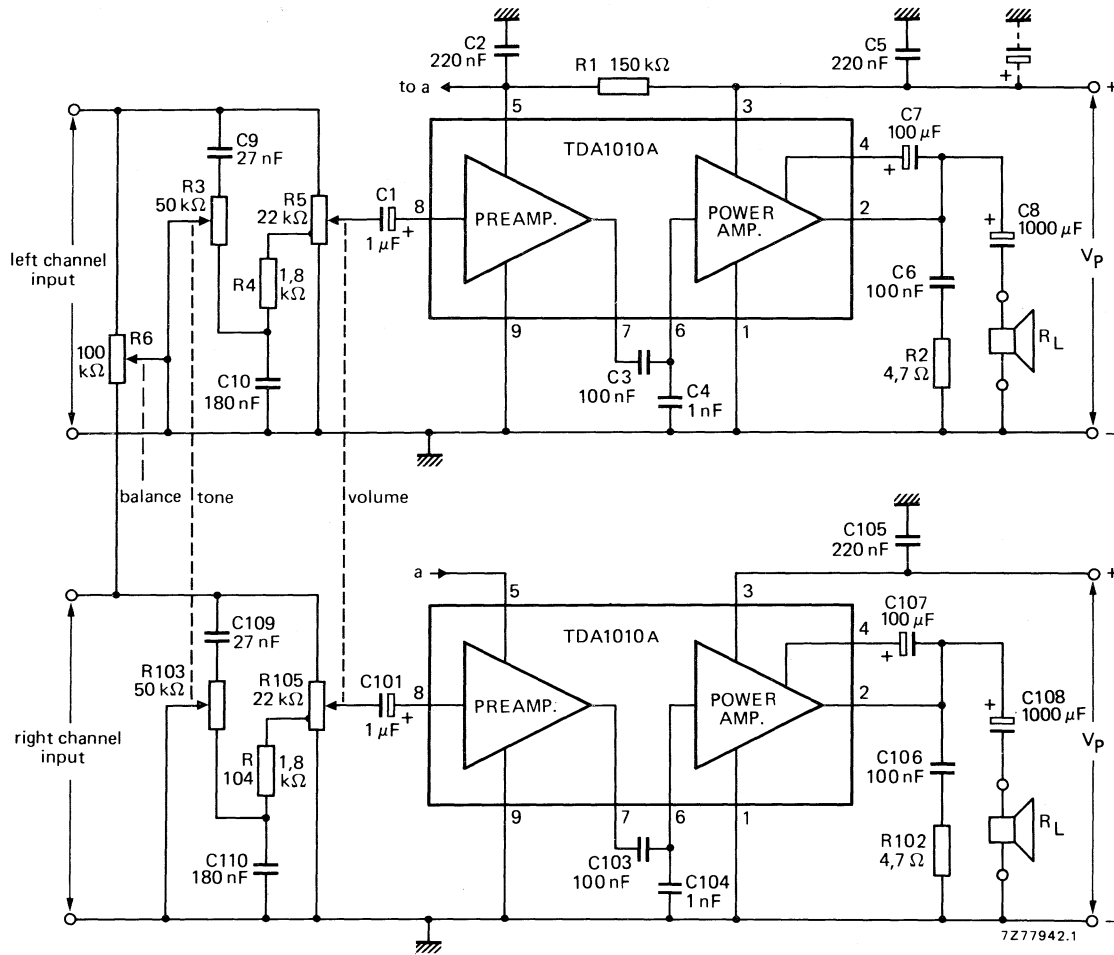 C2
220 nF
R1 150 kΩ
C5
220 nF
+
to a
+
5
3
C7
100 µF
TDA1010A
4
+
C9
27 nF
R3
50 kΩ
R5
22 kΩ
C1
8
1 µF
+
PREAMP.
POWER
AMP.
2
+
C8
1000 µF
left channel
input
R4
1,8
kΩ
C6
100 nF
VP
9
7
6
1
R6
100
kΩ
C10
180 nF
C3
100 nF
C4
1 nF
R2
4,7 Ω
RL
–
balance
tone
volume
C105
220 nF
a
+
5
3
C107
100 µF
TDA1010A
4
+
C109
27 nF
R103
50 kΩ
R105
22 kΩ
C101
8
1 µF
+
PREAMP.
POWER
AMP.
2
+
C108
1000 µF
right channel
input
R
104
1,8
kΩ
C106
100 nF
VP
9
7
6
1
C110
180 nF
C103
100 nF
C104
1 nF
R102
4,7 Ω
RL
–
7Z77942.1